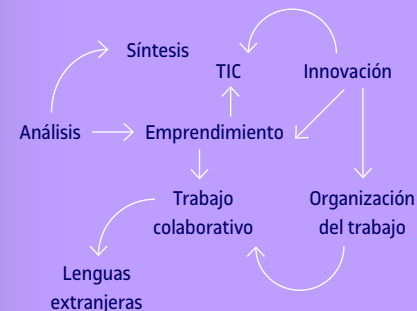 Síntesis
TIC
Innovación
Análisis
Emprendimiento
Trabajo
colaborativo
Organización
del trabajo
Lenguas
extranjeras